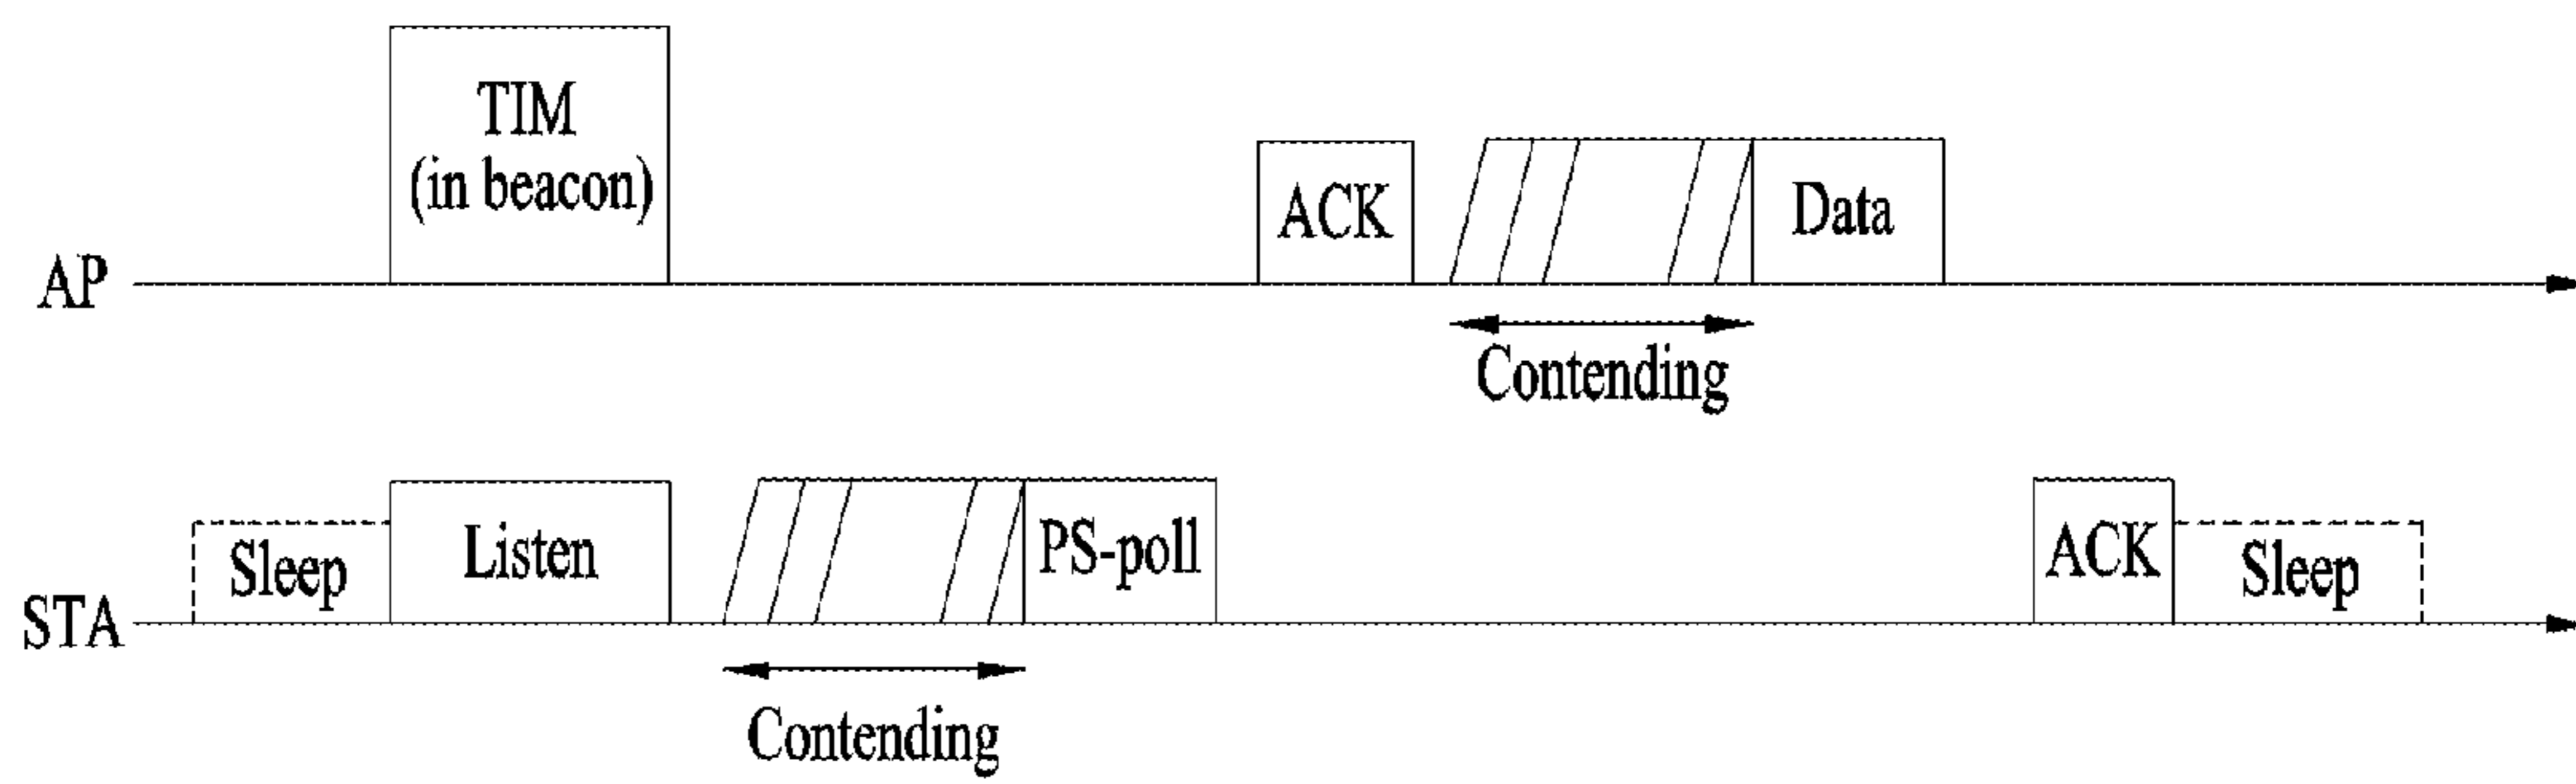 TIM
(in beacon)
ACK
Data
AP
Contending
Sleep
Listen
PS-poll
ACK
Sleep
STA
Contending